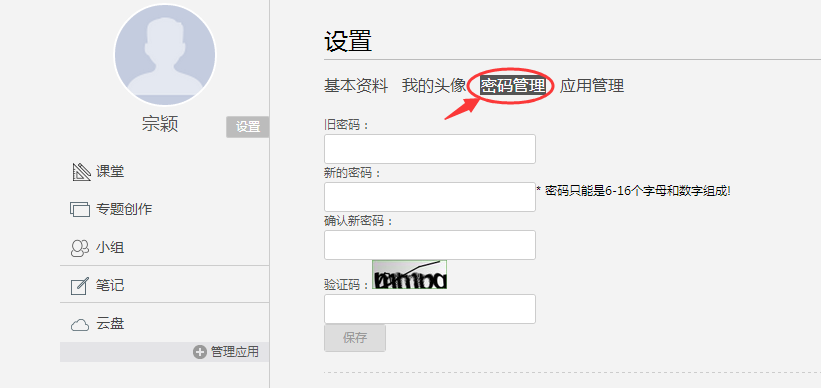 设置
基本资料 我的头像 密码管理 应用管理
宗颖
设置
课堂
专题创作
小组
笔记
云盘
管理应用
旧密码：
新的密码：
* 密码只能是6-16个字母和数字组成!
确认新密码：
验证码：
保存